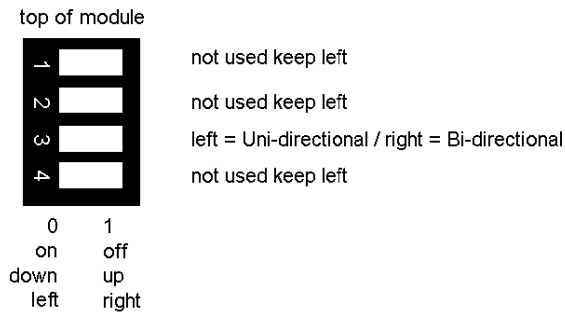 top of module
1 not used keep left
2 not used keep left
3 left = Uni-directional / right = Bi-directional
4 not used keep left
0 1
on off
down up
left right